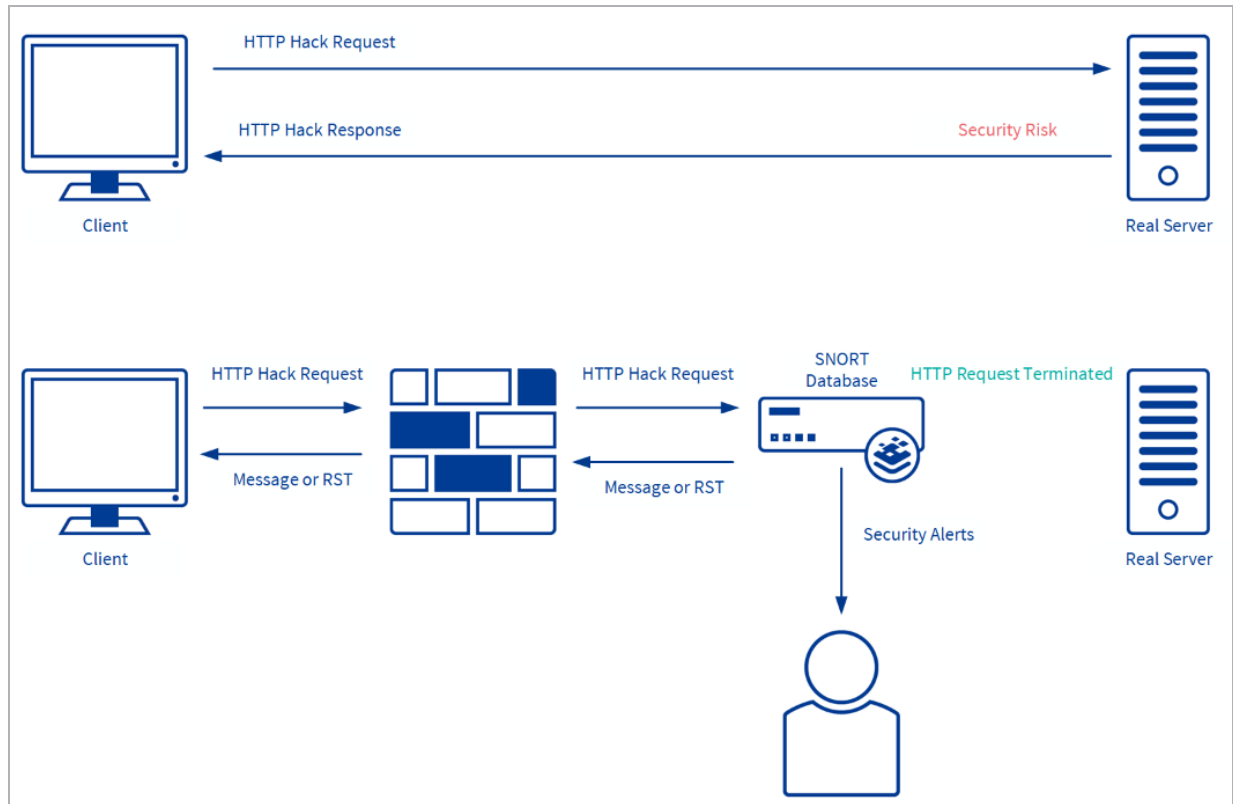 HTTP Hack Request
HTTP Hack Response
Security Risk
Client
Real Server
HTTP Hack Request
HTTP Hack Request
SNORT
Database
HTTP Request Terminated
Message or RST
Message or RST
Security Alerts
Client
Real Server